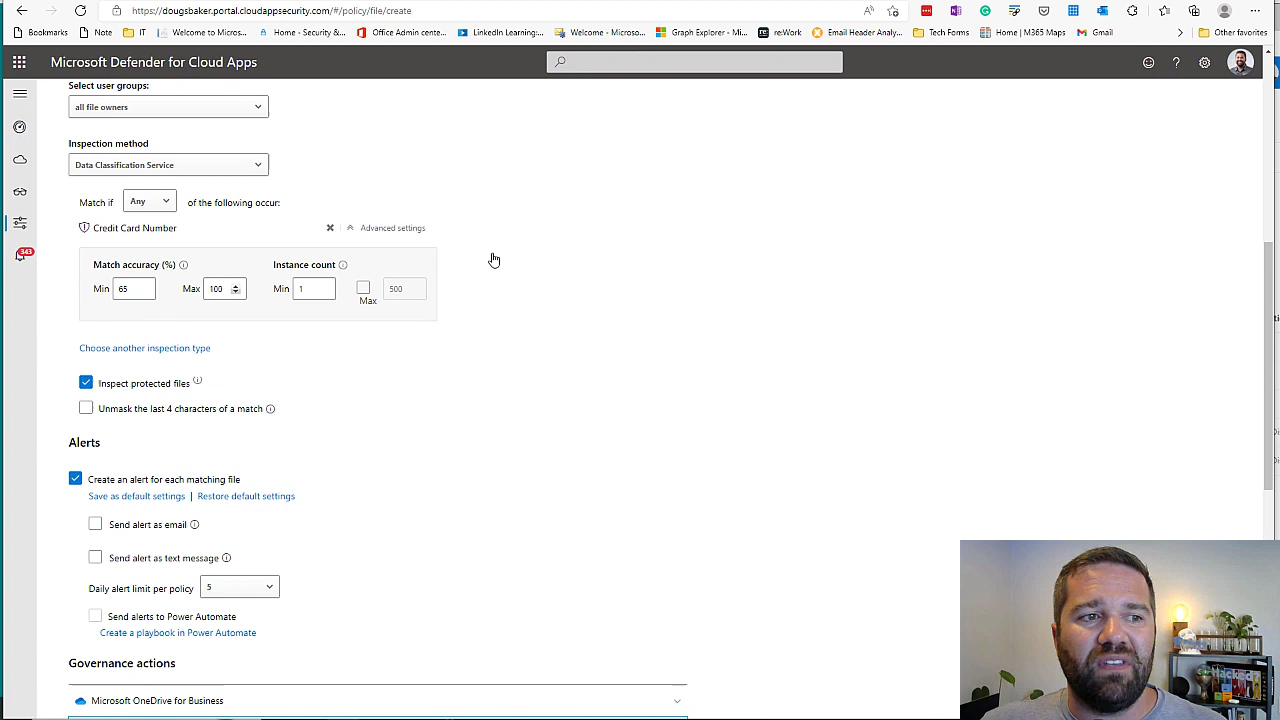 https://dougsbaker.portal.cloudappsecurity.com/#/policy/file/create
Bookmarks Note IT Welcome to Micros... Home - Security &... Office Admin cente... LinkedIn Learning:... Welcome - Microso... Graph Explorer - Mi... re:Work Email Header Analy... Tech Forms Home | M365 Maps Gmail Other favorites
Microsoft Defender for Cloud Apps
Select user groups:
all file owners
Inspection method
Data Classification Service
Match if Any of the following occur:
Credit Card Number Advanced settings
Match accuracy (%) Instance count
Min 65 Max 100 Min 1 500
Max
Choose another inspection type
Inspect protected files
Unmask the last 4 characters of a match
Alerts
Create an alert for each matching file
Save as default settings | Restore default settings
Send alert as email
Send alert as text message
Daily alert limit per policy 5
Send alerts to Power Automate
Create a playbook in Power Automate
Governance actions
Microsoft OneDrive for Business
343